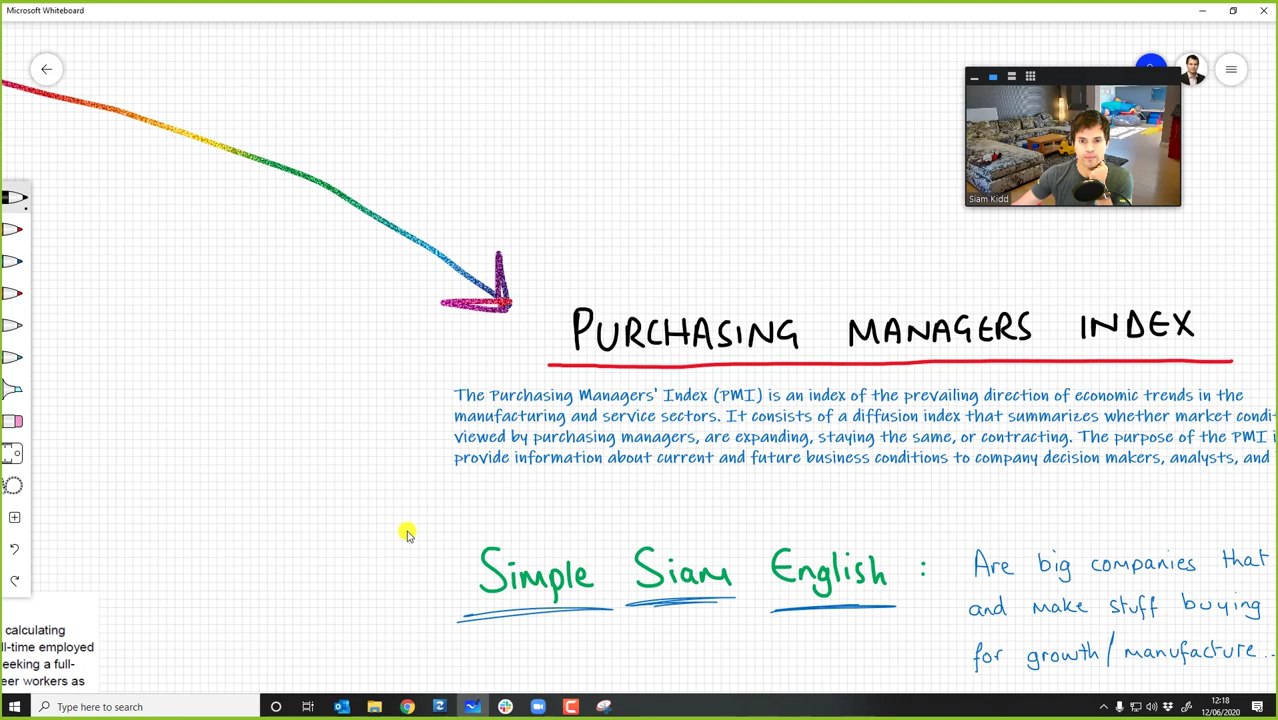 Microsoft Whiteboard
Siam Kidd
PURCHASING MANAGERS INDEX
The Purchasing Managers' Index (PMI) is an index of the prevailing direction of economic trends in the
manufacturing and service sectors. It consists of a diffusion index that summarizes whether market condi
viewed by purchasing managers, are expanding, staying the same, or contracting. The purpose of the PMI i
provide information about current and future business conditions to company decision makers, analysts, and
Simple Siam English :
Are big companies that
and make stuff buying
for growth/manufacture..
calculating
ll-time employed
eeking a full-
eer workers as
Type here to search
12:18
12/06/2020